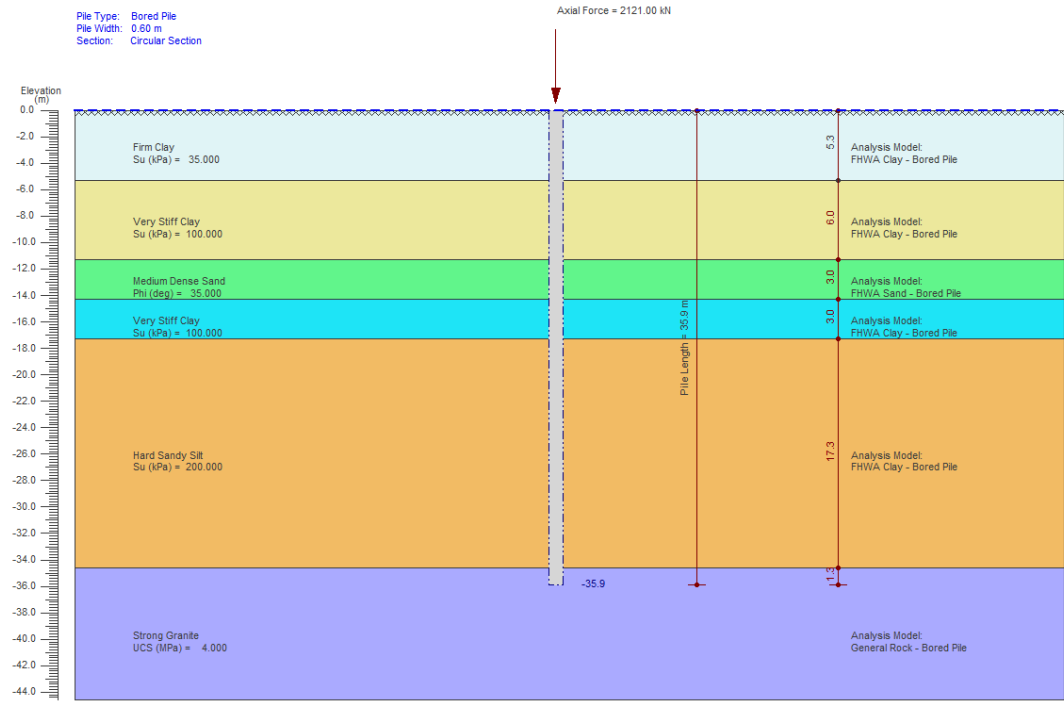 Axial Force = 2121.00 kN
Pile Type: Bored Pile
Pile Width: 0.60 m
Section: Circular Section
Elevation
(m)
0.0
-2.0
-4.0
-6.0
-8.0
-10.0
-12.0
-14.0
-16.0
-18.0
-20.0
-22.0
-24.0
-26.0
-28.0
-30.0
-32.0
-34.0
-36.0
-38.0
-40.0
-42.0
-44.0
Firm Clay
Su (kPa) = 35.000
Very Stiff Clay
Su (kPa) = 100.000
Medium Dense Sand
Phi (deg) = 35.000
Very Stiff Clay
Su (kPa) = 100.000
Hard Sandy Silt
Su (kPa) = 200.000
Strong Granite
UCS (MPa) = 4.000
-35.9
Pile Length = 35.9 m
5.3
6.0
3.0
3.0
17.3
1.3
Analysis Model:
FHWA Clay - Bored Pile
Analysis Model:
FHWA Clay - Bored Pile
Analysis Model:
FHWA Sand - Bored Pile
Analysis Model:
FHWA Clay - Bored Pile
Analysis Model:
FHWA Clay - Bored Pile
Analysis Model:
General Rock - Bored Pile